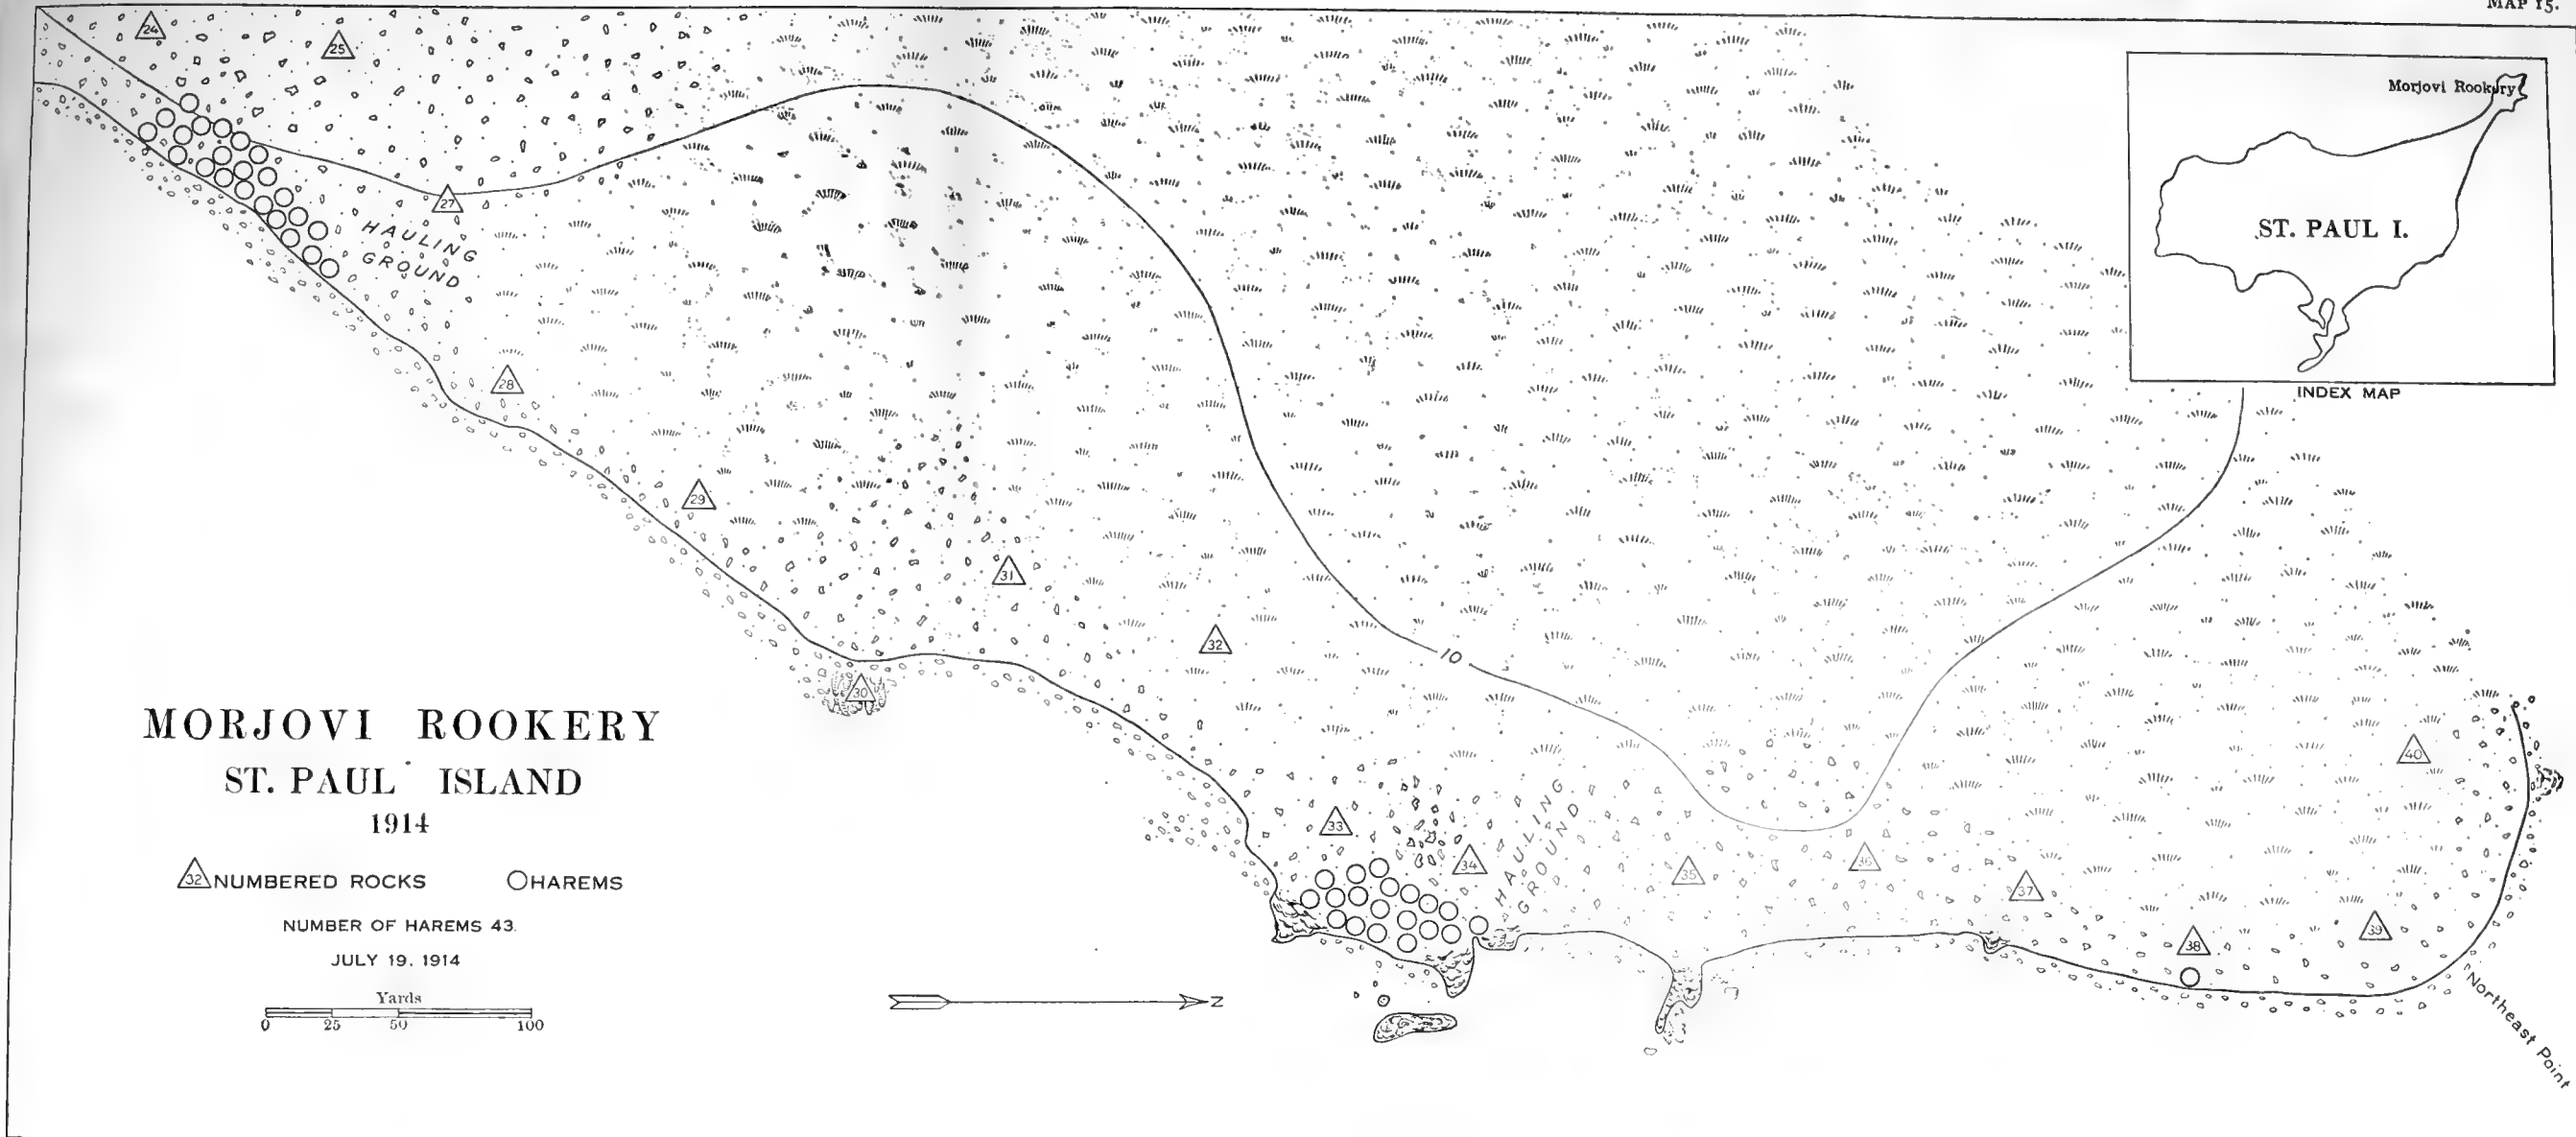 MAP 15.
24
25
Morjovi Rookery
27
HAULING
GROUND
ST. PAUL I.
28
INDEX MAP
29
31
32
10
30
MORJOVI ROOKERY
ST. PAUL ISLAND
1914
40
HAULING
GROUND
33
34
35
36
37
32 NUMBERED ROCKS HAREMS
38
39
NUMBER OF HAREMS 43.
JULY 19. 1914
Yards
0 25 50 100
N
Northeast Point